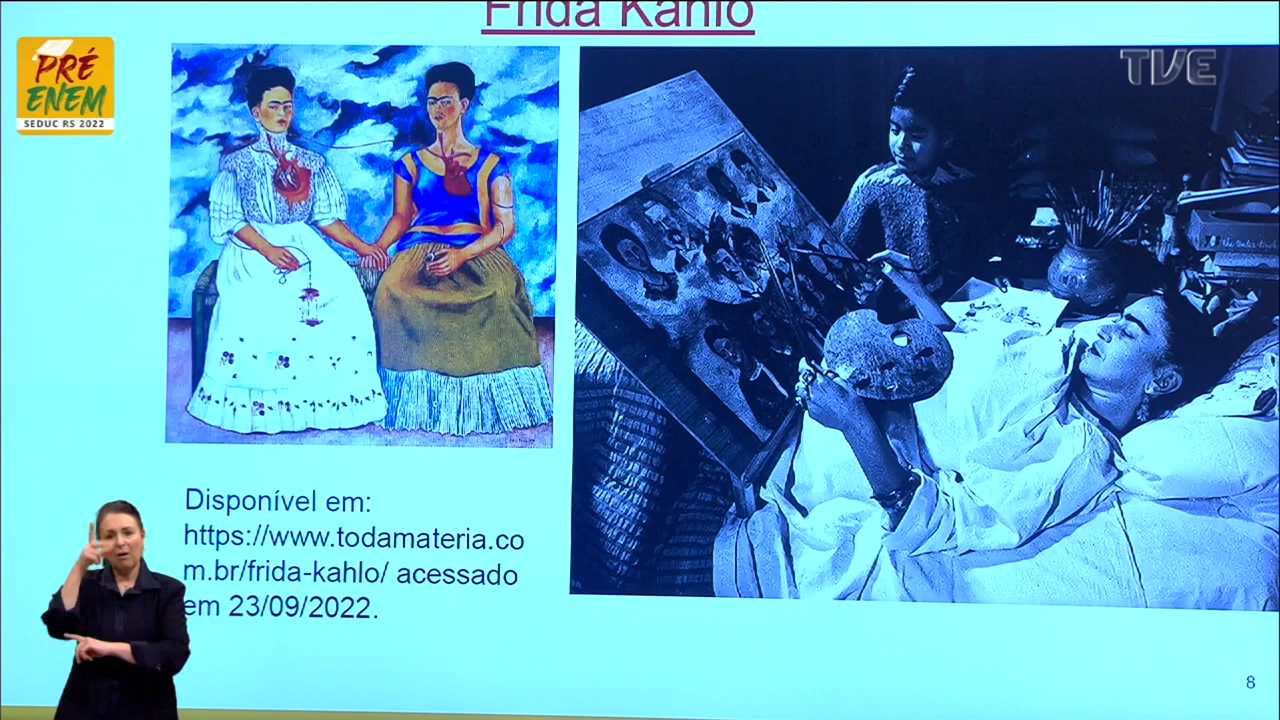 Frida Kahlo
PRÉ
ENEM
SEDUC RS 2022
TVE
Disponível em:
https://www.todamateria.co
m.br/frida-kahlo/ acessado
em 23/09/2022.
8